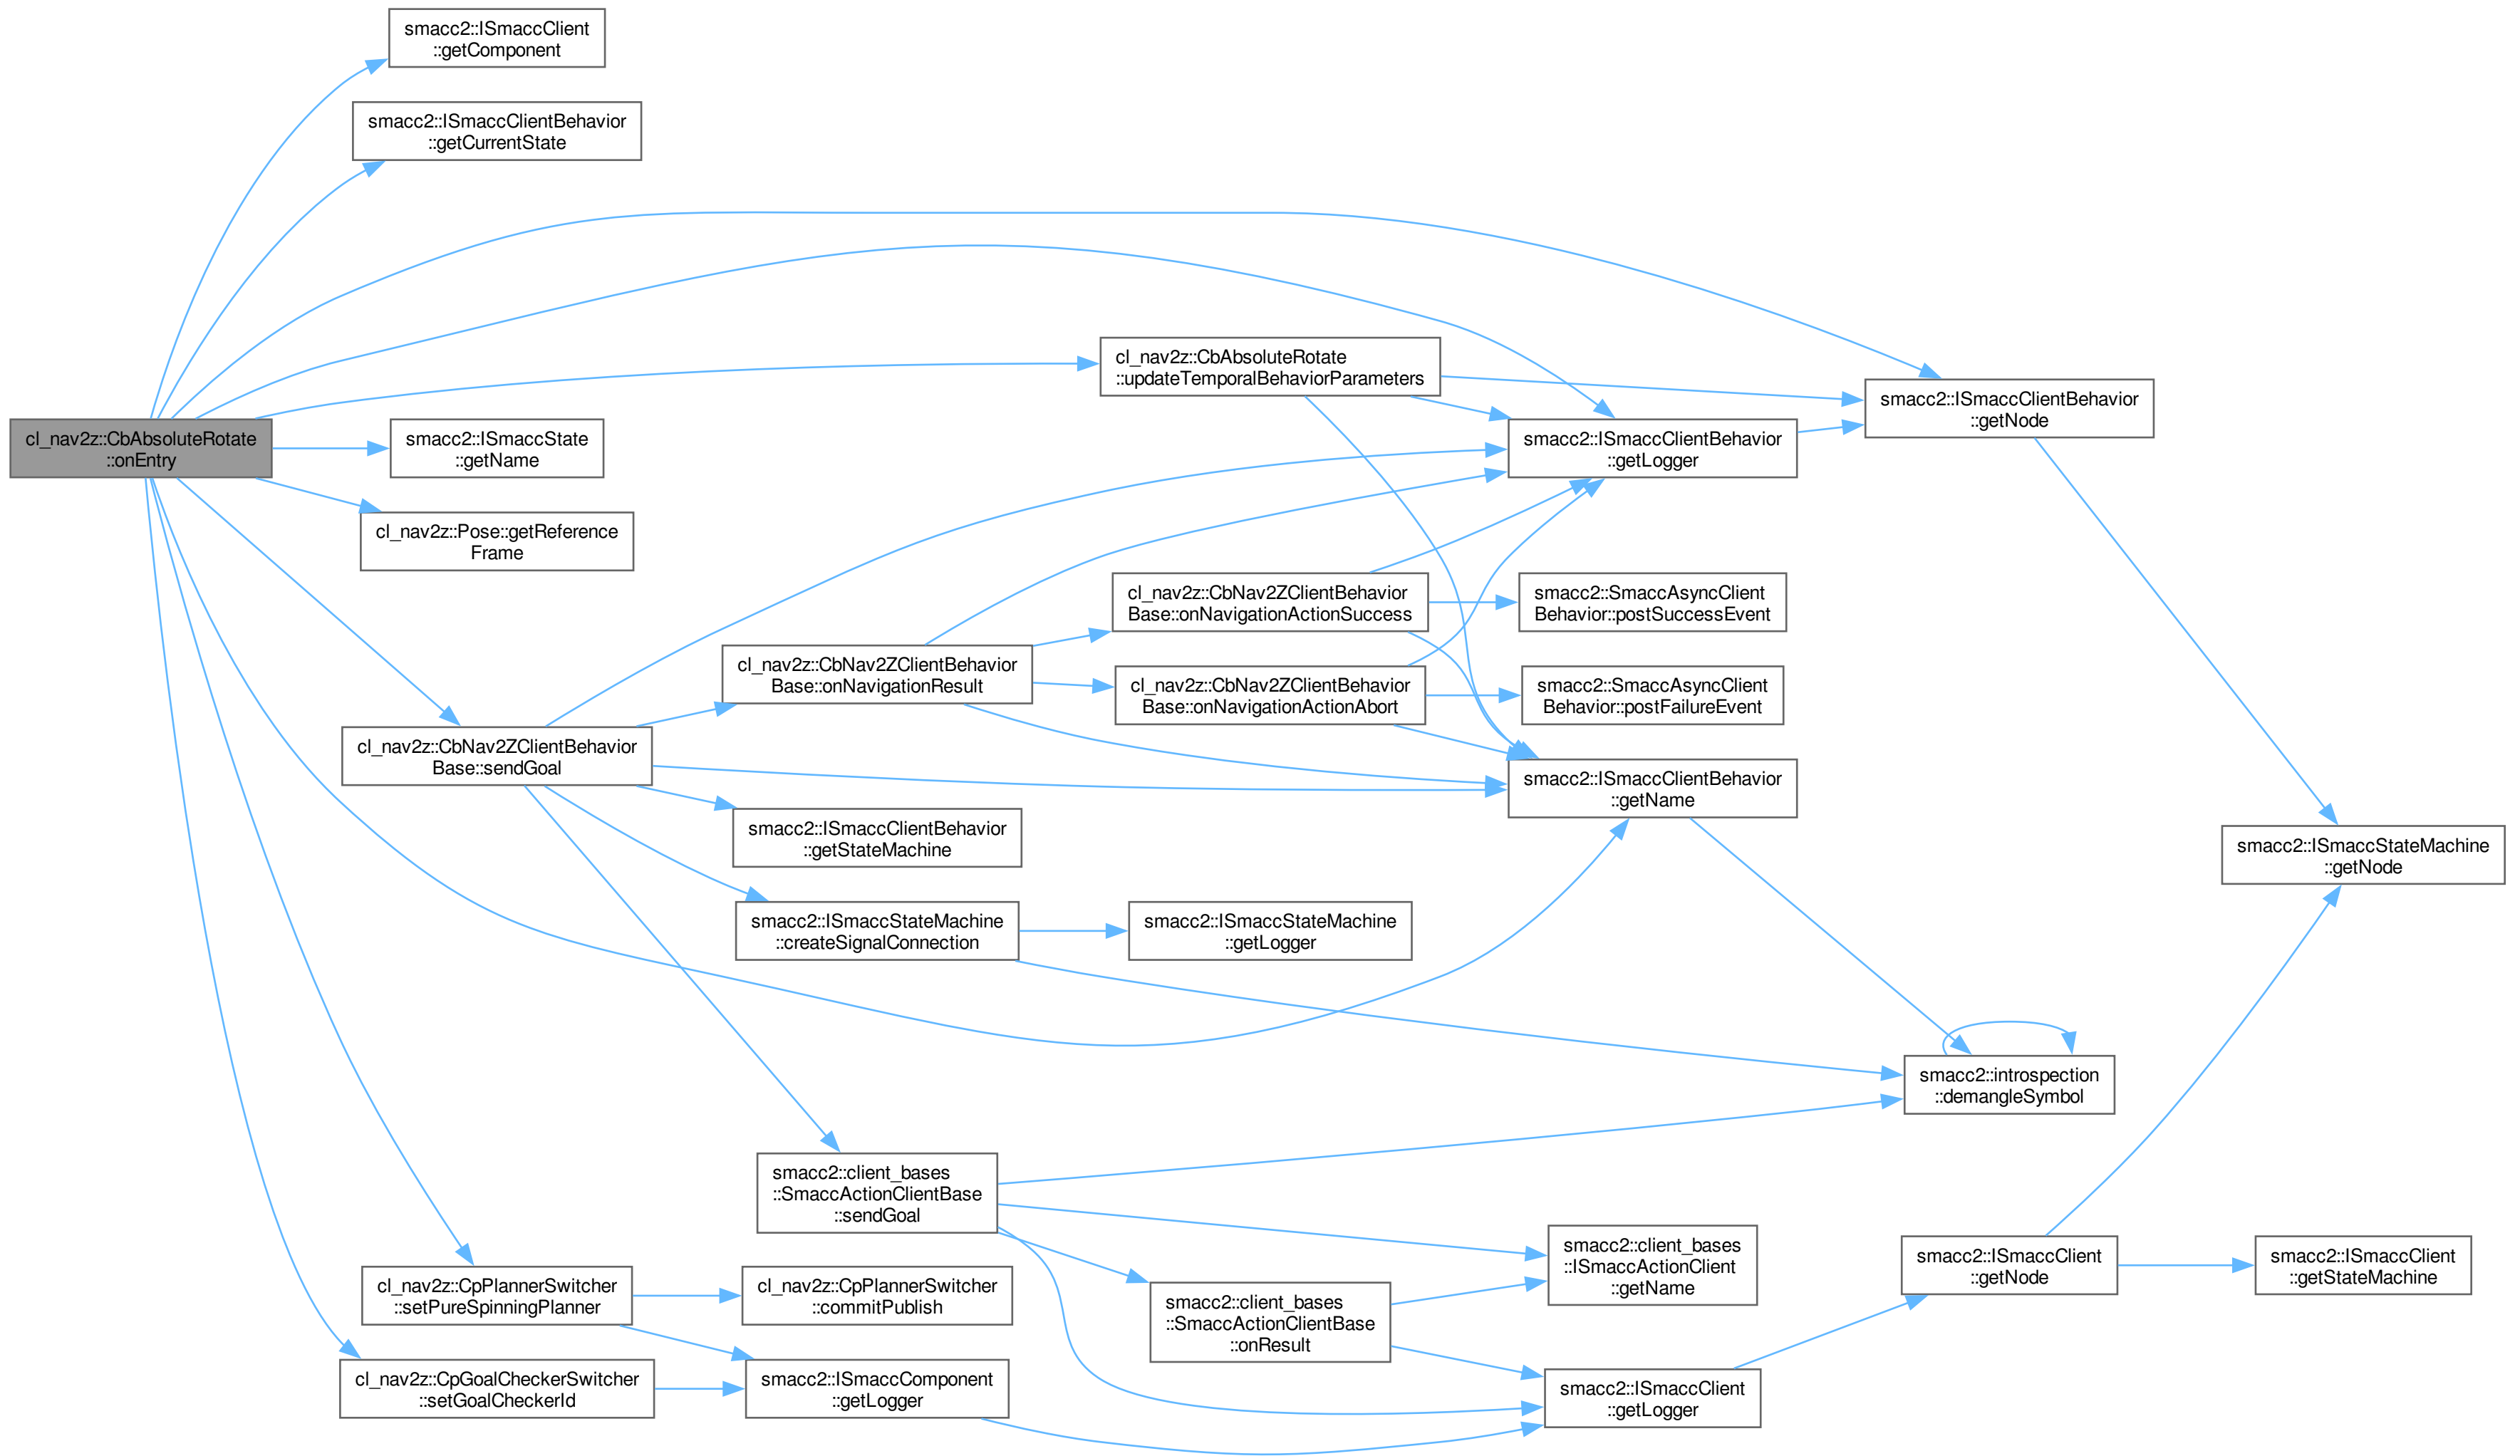 smacc2::ISmaccClient
::getComponent
smacc2::ISmaccClientBehavior
::getCurrentState
cl_nav2z::CbAbsoluteRotate
::updateTemporalBehaviorParameters
smacc2::ISmaccClientBehavior
::getNode
cl_nav2z::CbAbsoluteRotate
::onEntry
smacc2::ISmaccState
::getName
smacc2::ISmaccClientBehavior
::getLogger
cl_nav2z::Pose::getReference
Frame
cl_nav2z::CbNav2ZClientBehavior
Base::onNavigationActionSuccess
smacc2::SmaccAsyncClient
Behavior::postSuccessEvent
cl_nav2z::CbNav2ZClientBehavior
Base::onNavigationResult
cl_nav2z::CbNav2ZClientBehavior
Base::onNavigationActionAbort
smacc2::SmaccAsyncClient
Behavior::postFailureEvent
cl_nav2z::CbNav2ZClientBehavior
Base::sendGoal
smacc2::ISmaccClientBehavior
::getName
smacc2::ISmaccClientBehavior
::getStateMachine
smacc2::ISmaccStateMachine
::getNode
smacc2::ISmaccStateMachine
::createSignalConnection
smacc2::ISmaccStateMachine
::getLogger
smacc2::introspection
::demangleSymbol
smacc2::client_bases
::SmaccActionClientBase
::sendGoal
smacc2::client_bases
::ISmaccActionClient
::getName
smacc2::ISmaccClient
::getNode
smacc2::ISmaccClient
::getStateMachine
cl_nav2z::CpPlannerSwitcher
::setPureSpinningPlanner
cl_nav2z::CpPlannerSwitcher
::commitPublish
smacc2::client_bases
::SmaccActionClientBase
::onResult
cl_nav2z::CpGoalCheckerSwitcher
::setGoalCheckerId
smacc2::ISmaccComponent
::getLogger
smacc2::ISmaccClient
::getLogger